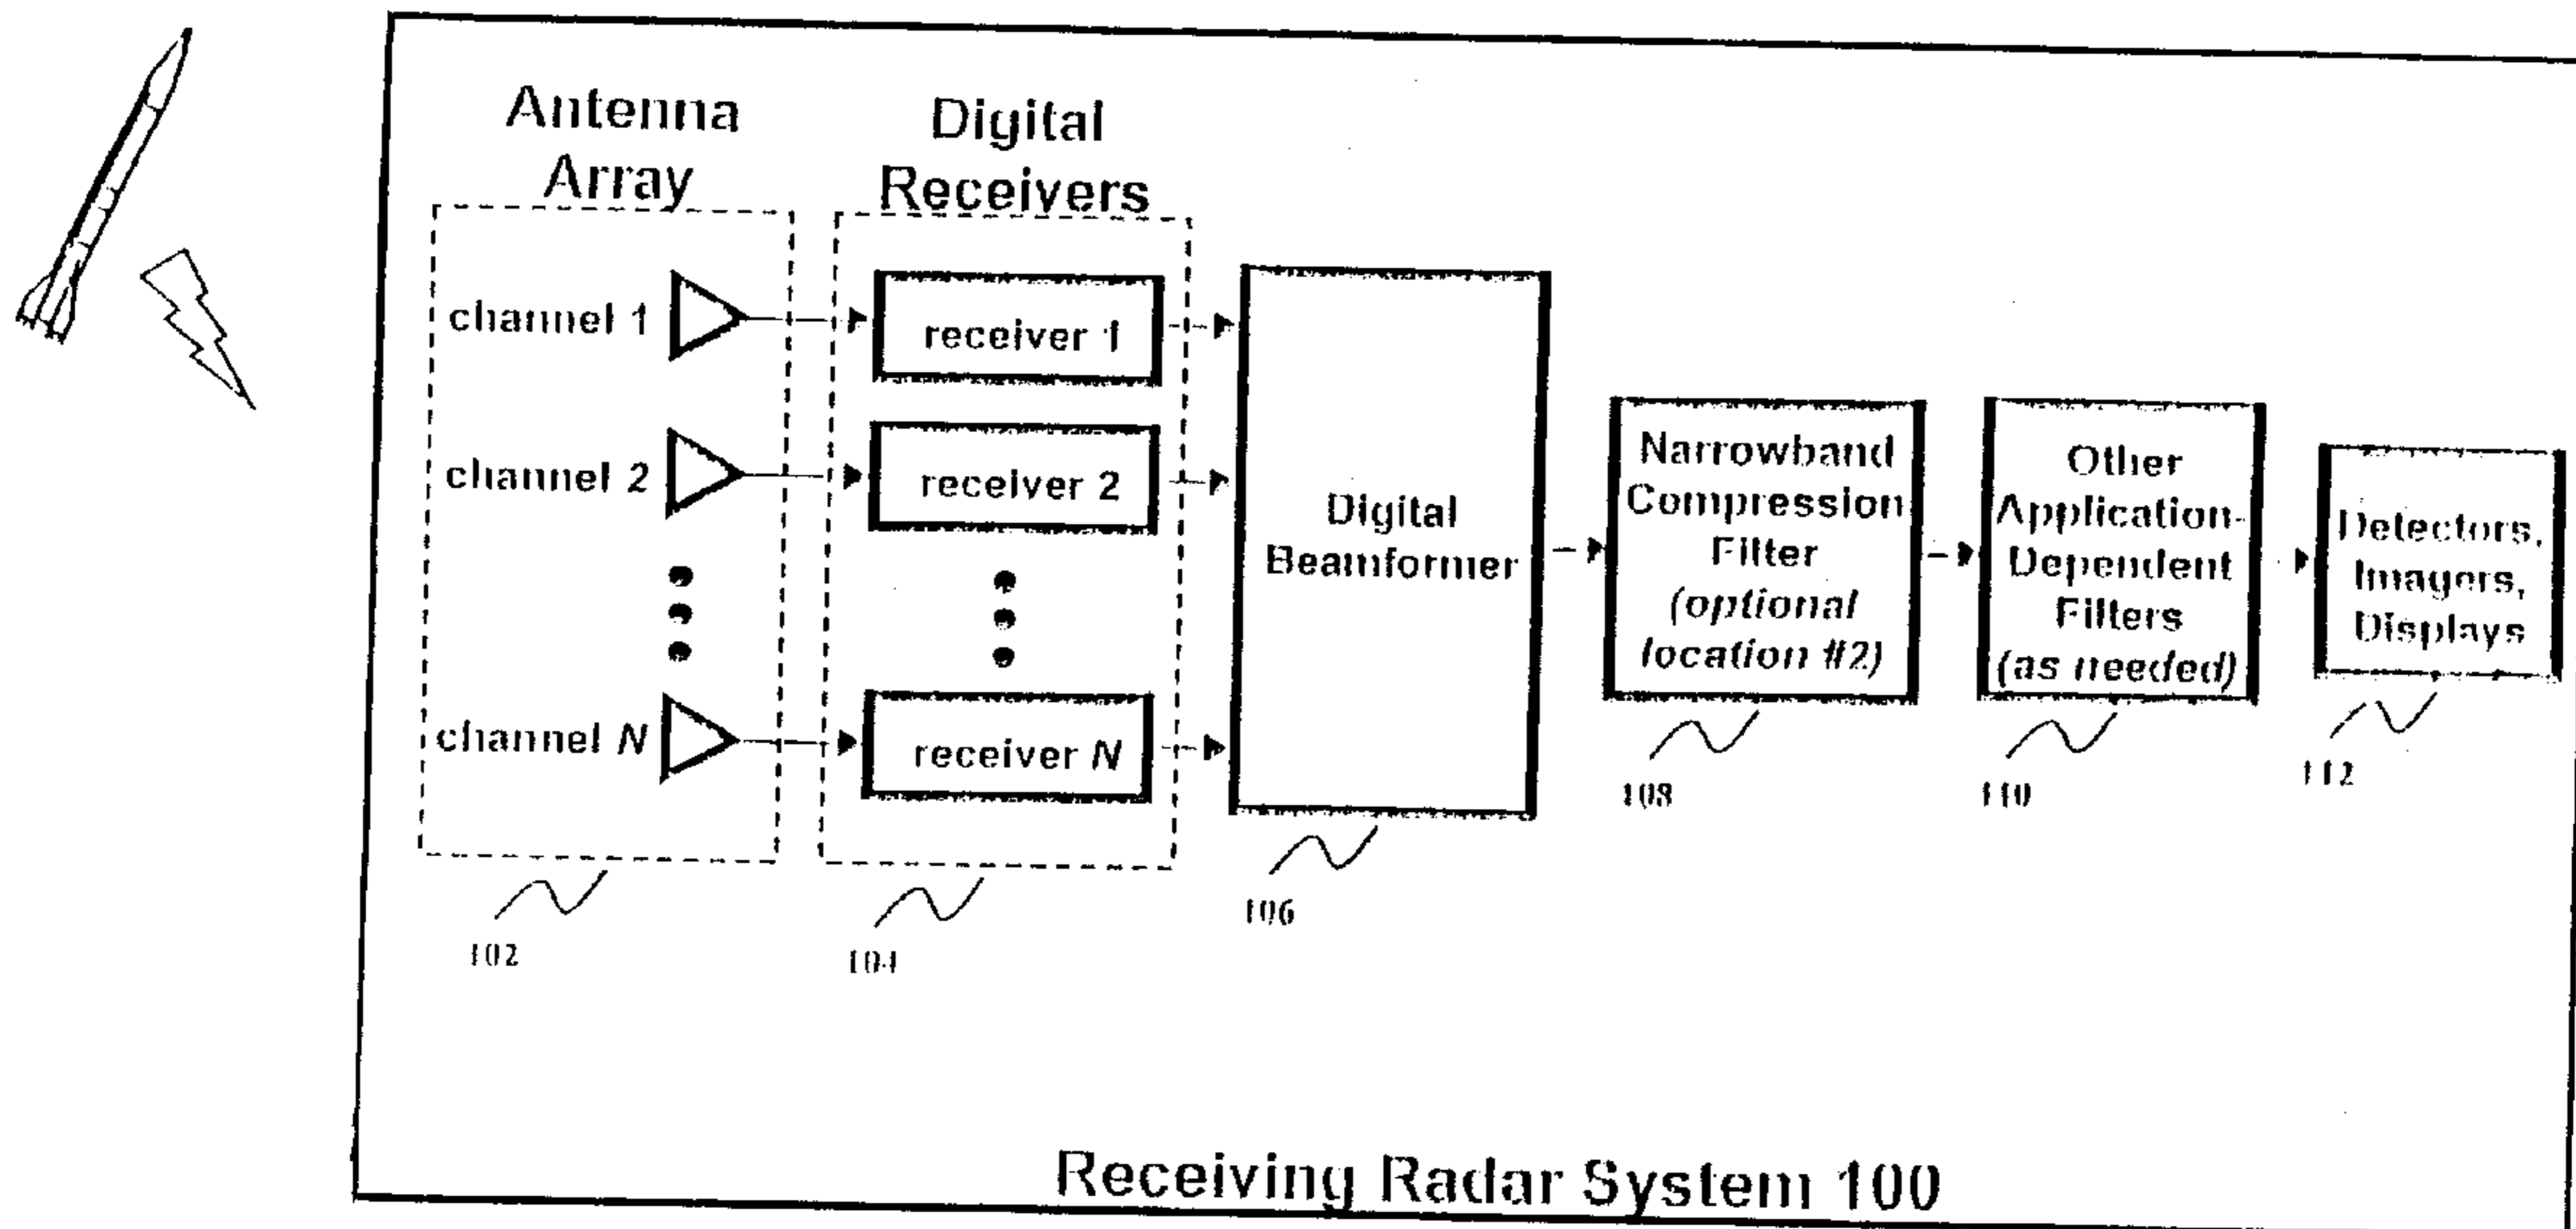 Antenna
Array
Digital
Receivers
channel 1
receiver 1
channel 2
receiver 2
channel N
receiver N
Digital
Beamformer
Narrowband
Compression
Filter
(optional
location #2)
Other
Application-
Dependent
Filters
(as needed)
Detectors,
Imagers,
Displays
102
104
106
108
110
112
Receiving Radar System 100